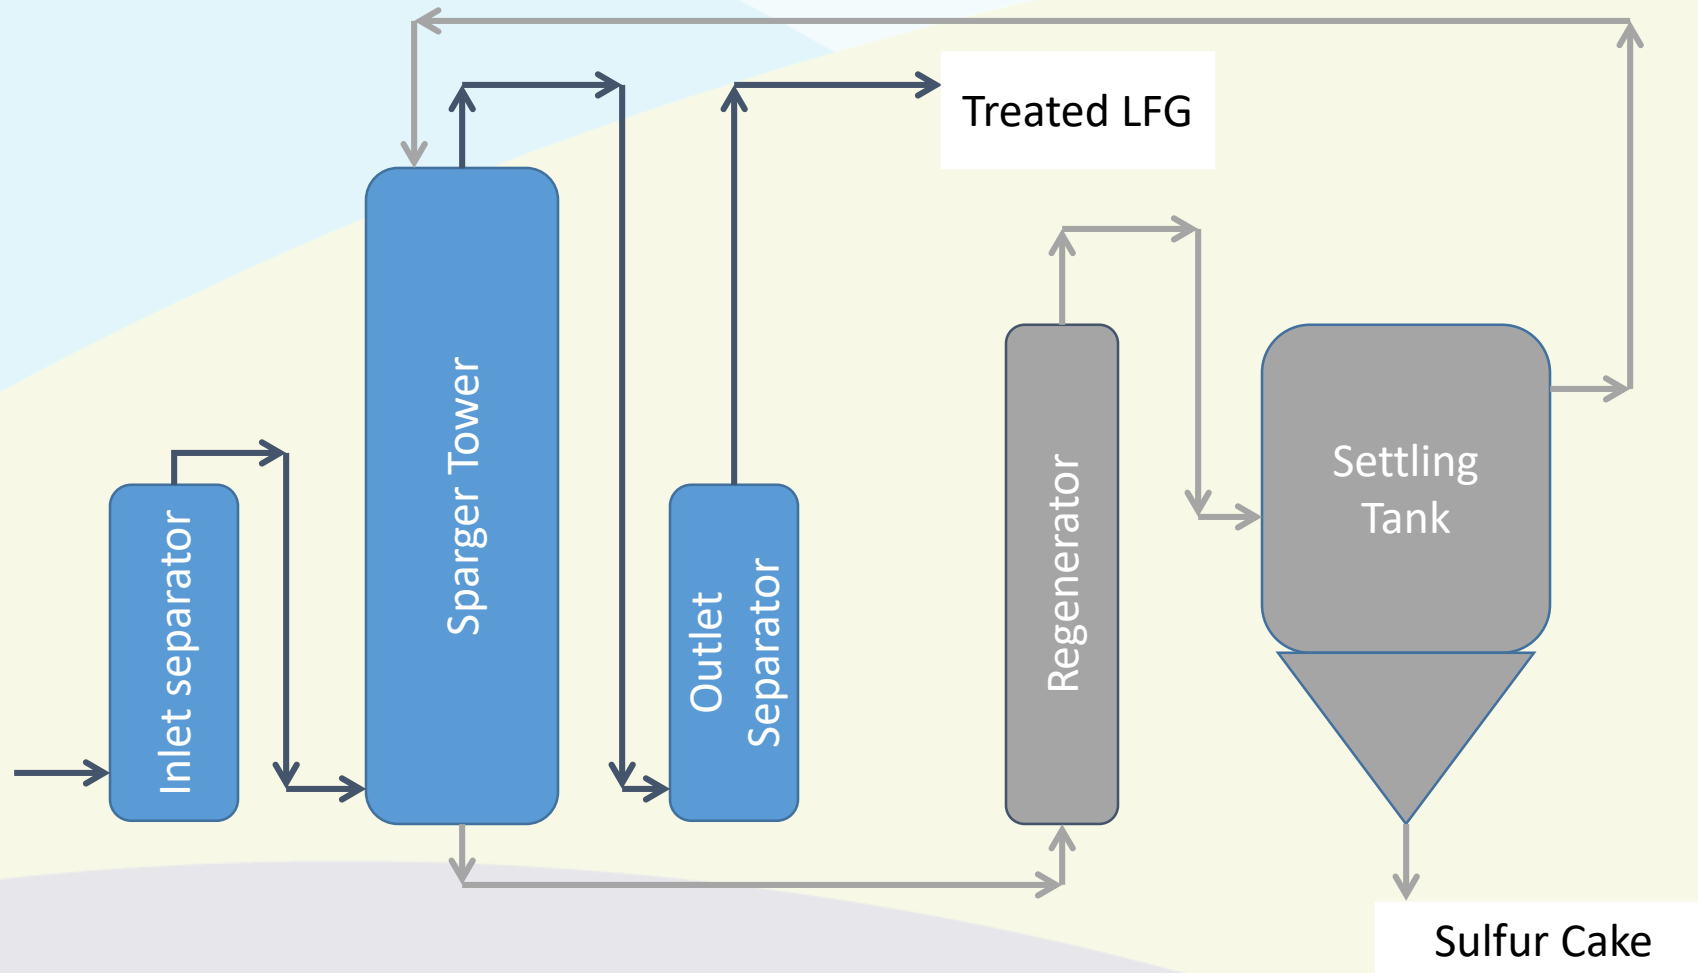 Treated LFG
Inlet separator
Sparger Tower
Outlet
Separator
Regenerator
Settling
Tank
Sulfur Cake